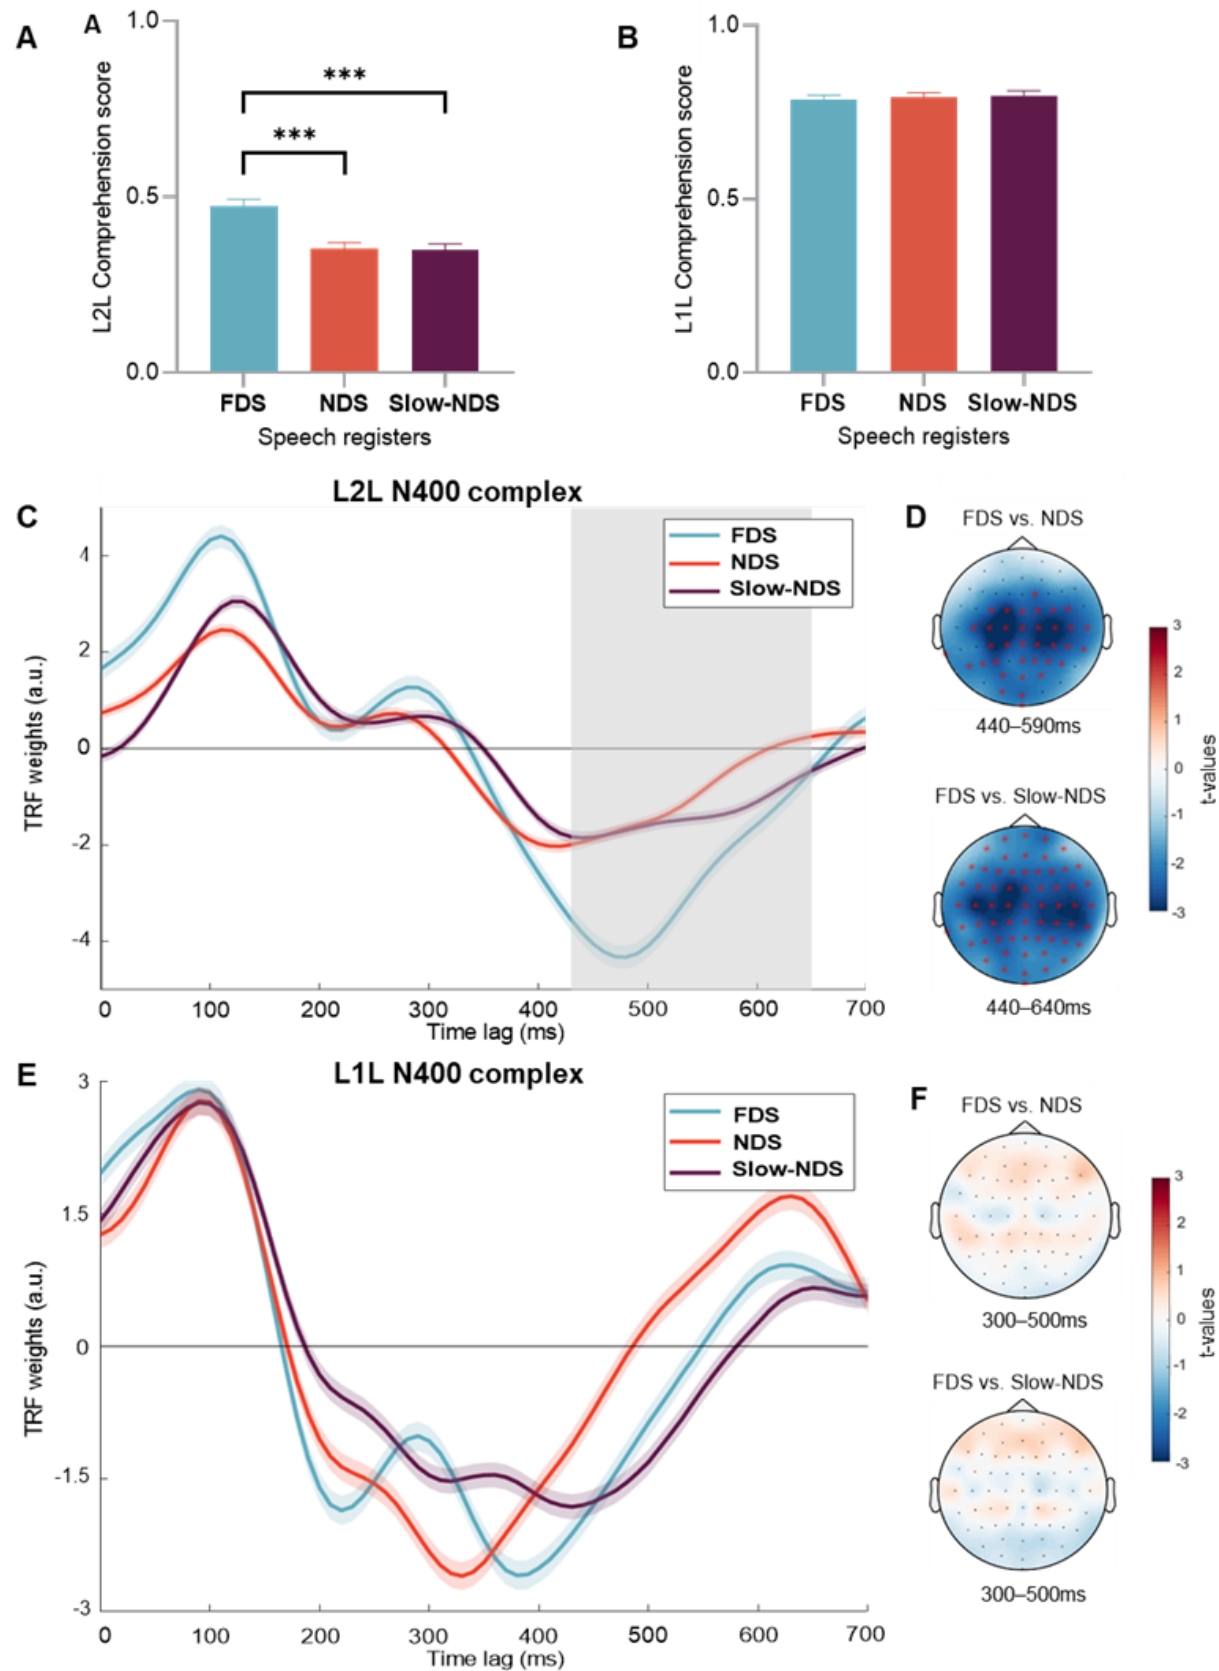 A
A
1.0
0.5
0.0
L2L Comprehension score
***
***
FDS NDS Slow-NDS
Speech registers
B
1.0
0.5
0.0
L1L Comprehension score
FDS NDS Slow-NDS
Speech registers
C
L2L N400 complex
FDS
NDS
Slow-NDS
4
2
0
-2
-4
TRF weights (a.u.)
0 100 200 300 400 500 600 700
Time lag (ms)
D
FDS vs. NDS
440–590ms
FDS vs. Slow-NDS
440–640ms
3
2
1
0
-1
-2
-3
t-values
E
L1L N400 complex
FDS
NDS
Slow-NDS
3
1.5
0
-1.5
-3
TRF weights (a.u.)
0 100 200 300 400 500 600 700
Time lag (ms)
F
FDS vs. NDS
300–500ms
FDS vs. Slow-NDS
300–500ms
3
2
1
0
-1
-2
-3
t-values